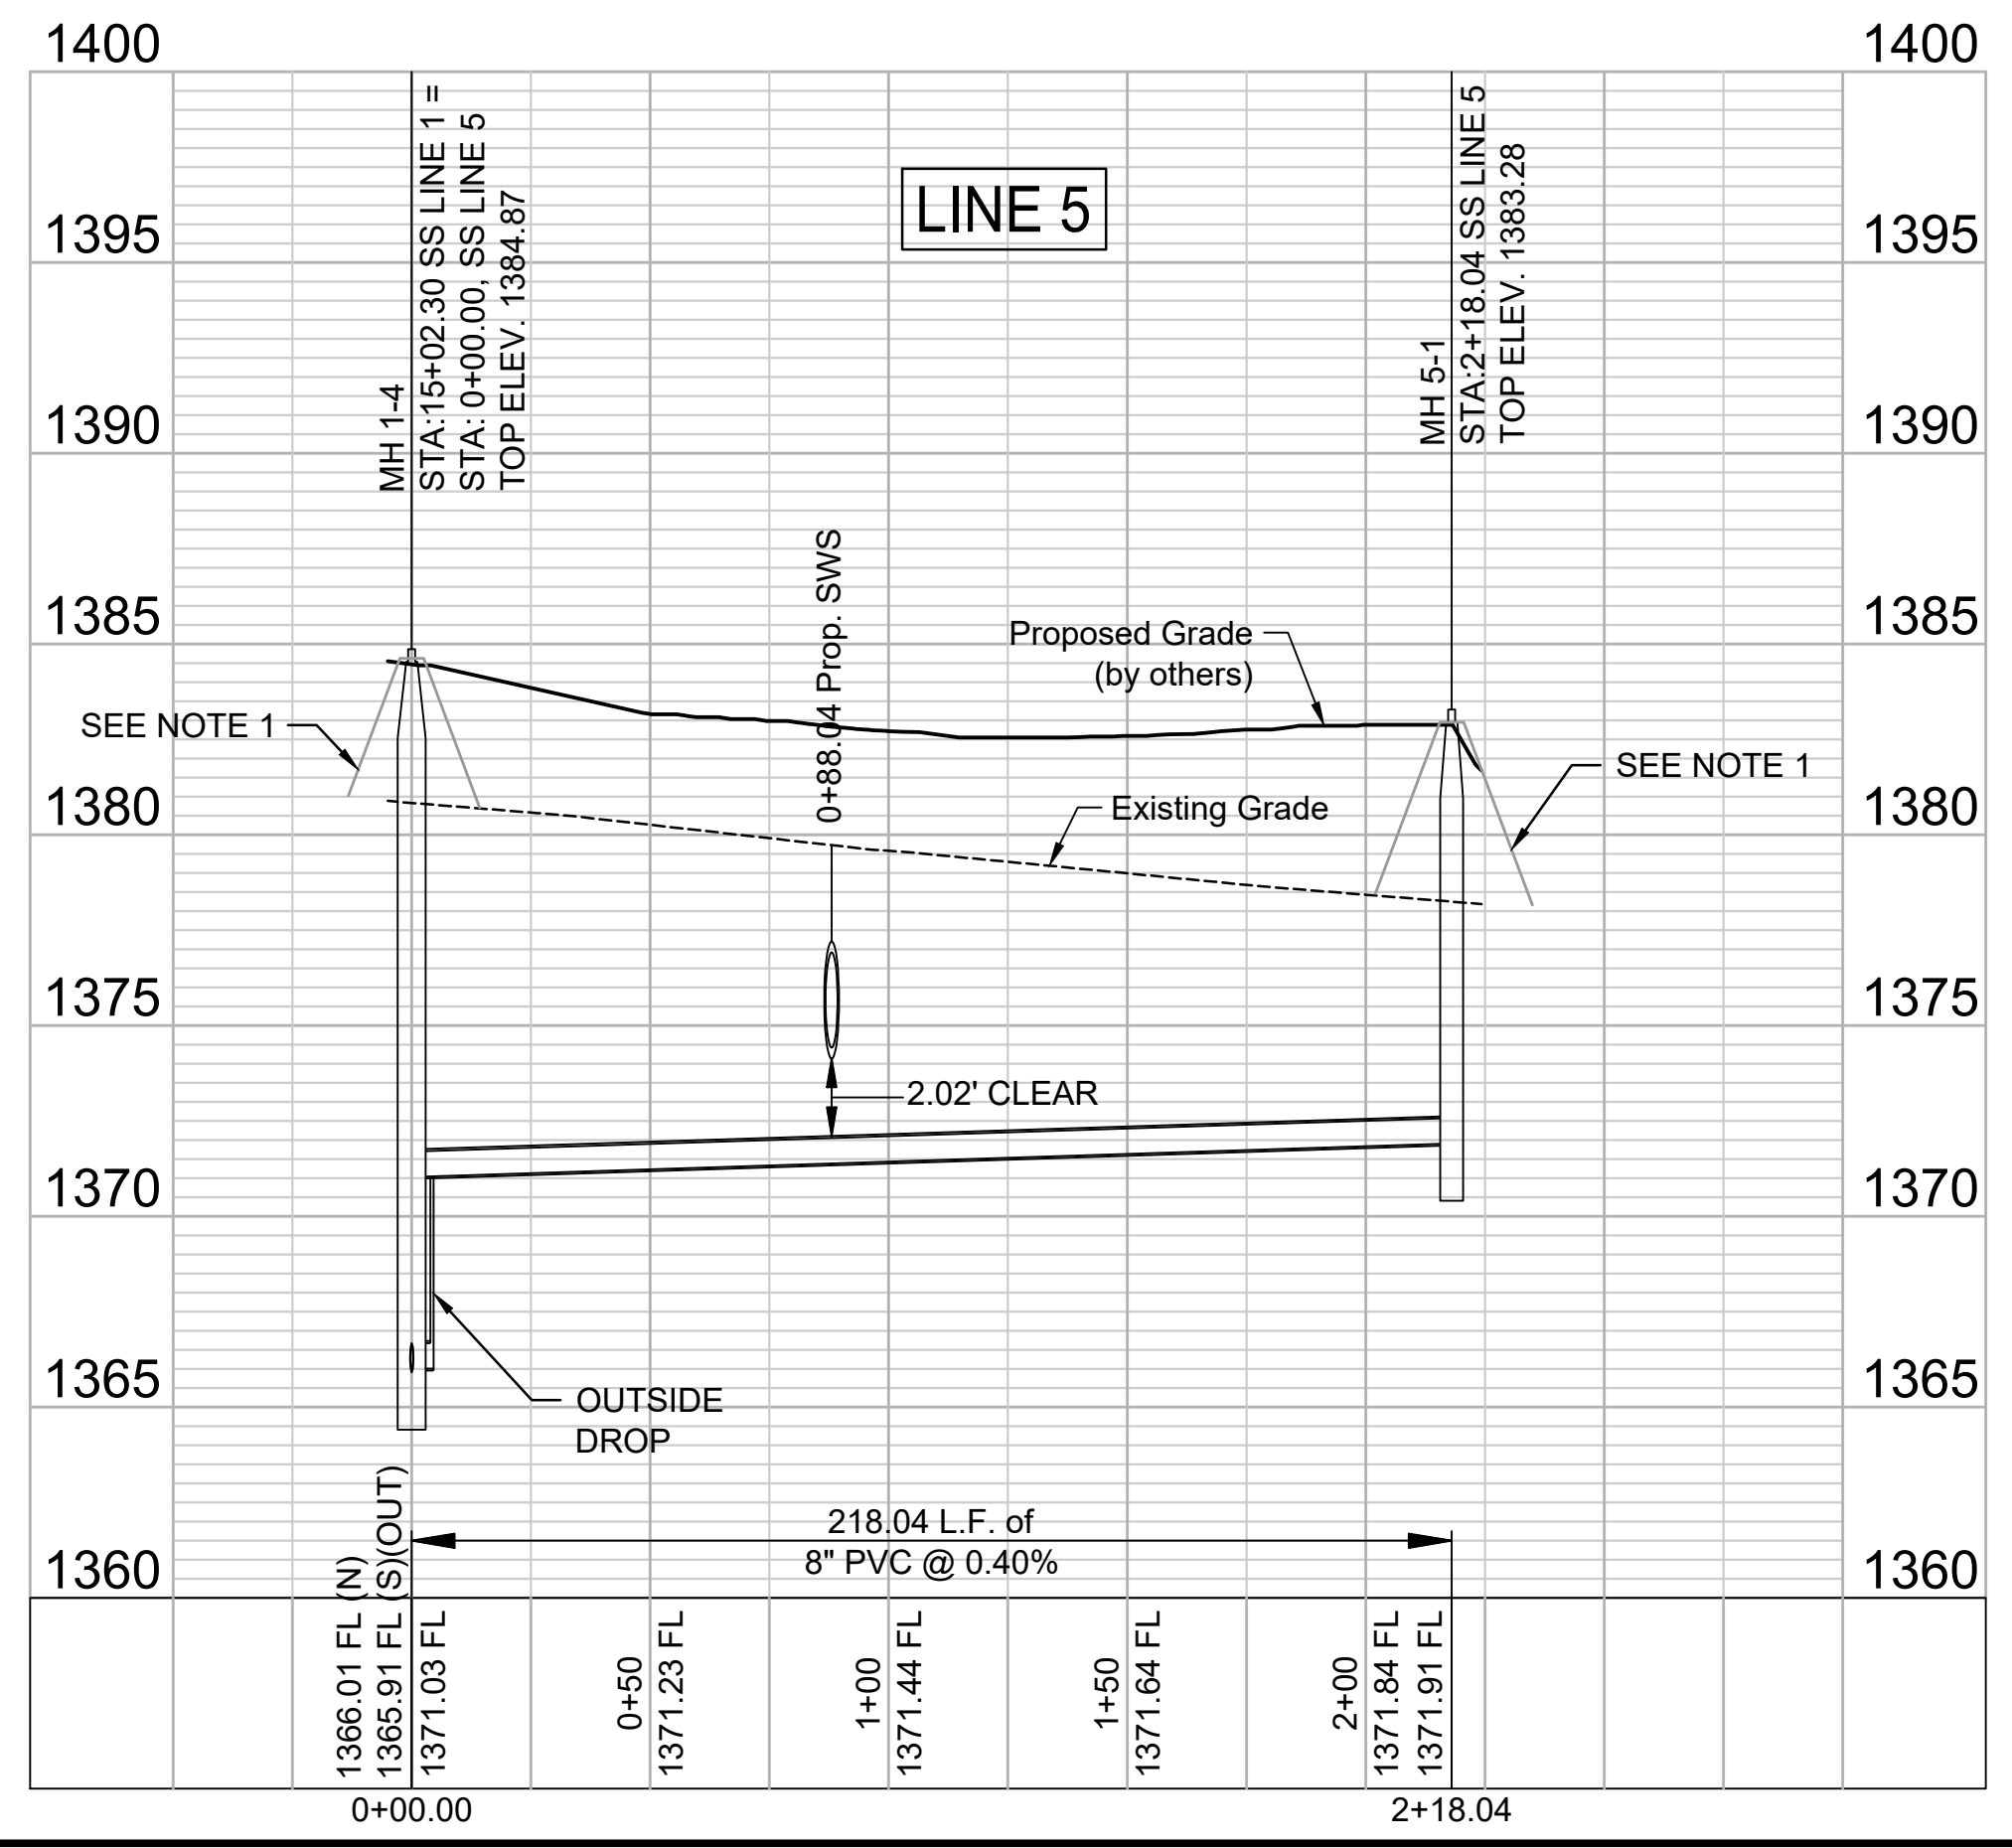 1400
1400
1395
1395
1390
1390
1385
1385
1380
1380
1375
1375
1370
1370
1365
1365
1360
1360
LINE 5
MH 1-4
STA:15+02.30 SS LINE 1 =
STA: 0+00.00, SS LINE 5
TOP ELEV. 1384.87
MH 5-1
STA:2+18.04 SS LINE 5
TOP ELEV. 1383.28
0+88.04 Prop. SWS
Proposed Grade
(by others)
SEE NOTE 1
SEE NOTE 1
Existing Grade
2.02' CLEAR
OUTSIDE
DROP
218.04 L.F. of
8" PVC @ 0.40%
1366.01 FL (N)
1365.91 FL (S)(OUT)
1371.03 FL
0+50
1371.23 FL
1+00
1371.44 FL
1+50
1371.64 FL
2+00
1371.84 FL
1371.91 FL
0+00.00
2+18.04